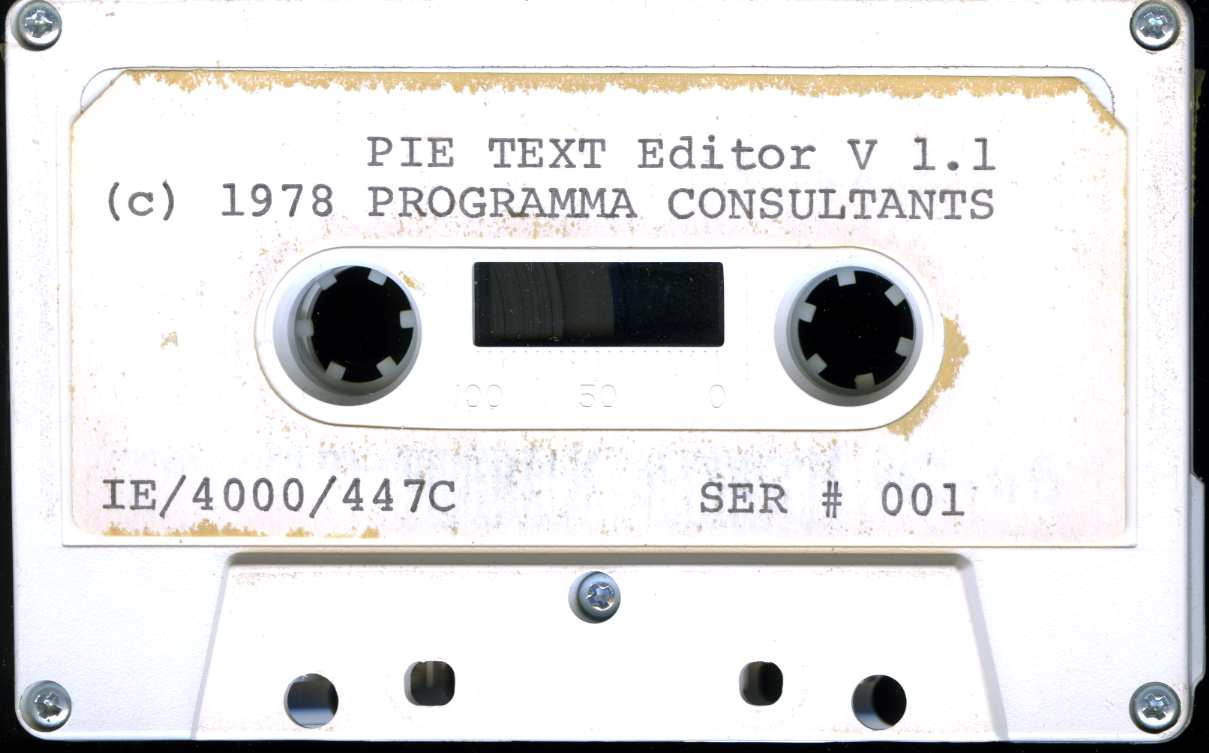 PIE TEXT Editor V 1.1
(c) 1978 PROGRAMMA CONSULTANTS
100 50 0
IE/4000/447C SER # 001